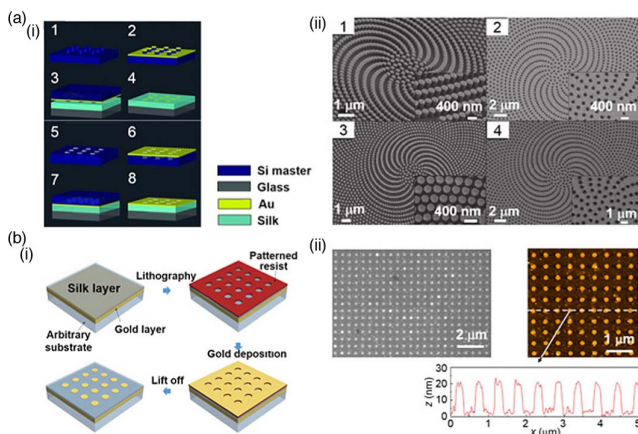 (a)
(i)
1
2
3
4
5
6
7
8
Si master
Glass
Au
Silk
(ii)
1
1 μm
400 nm
2
2 μm
400 nm
3
2 μm
400 nm
4
2 μm
1 μm
(b)
(i)
Silk layer
Lithography
Patterned
resist
Arbitrary
substrate
Gold layer
Gold deposition
Lift off
(ii)
2 μm
1 μm
z (nm)
30
20
10
0
0
1
2
3
4
5
x (μm)